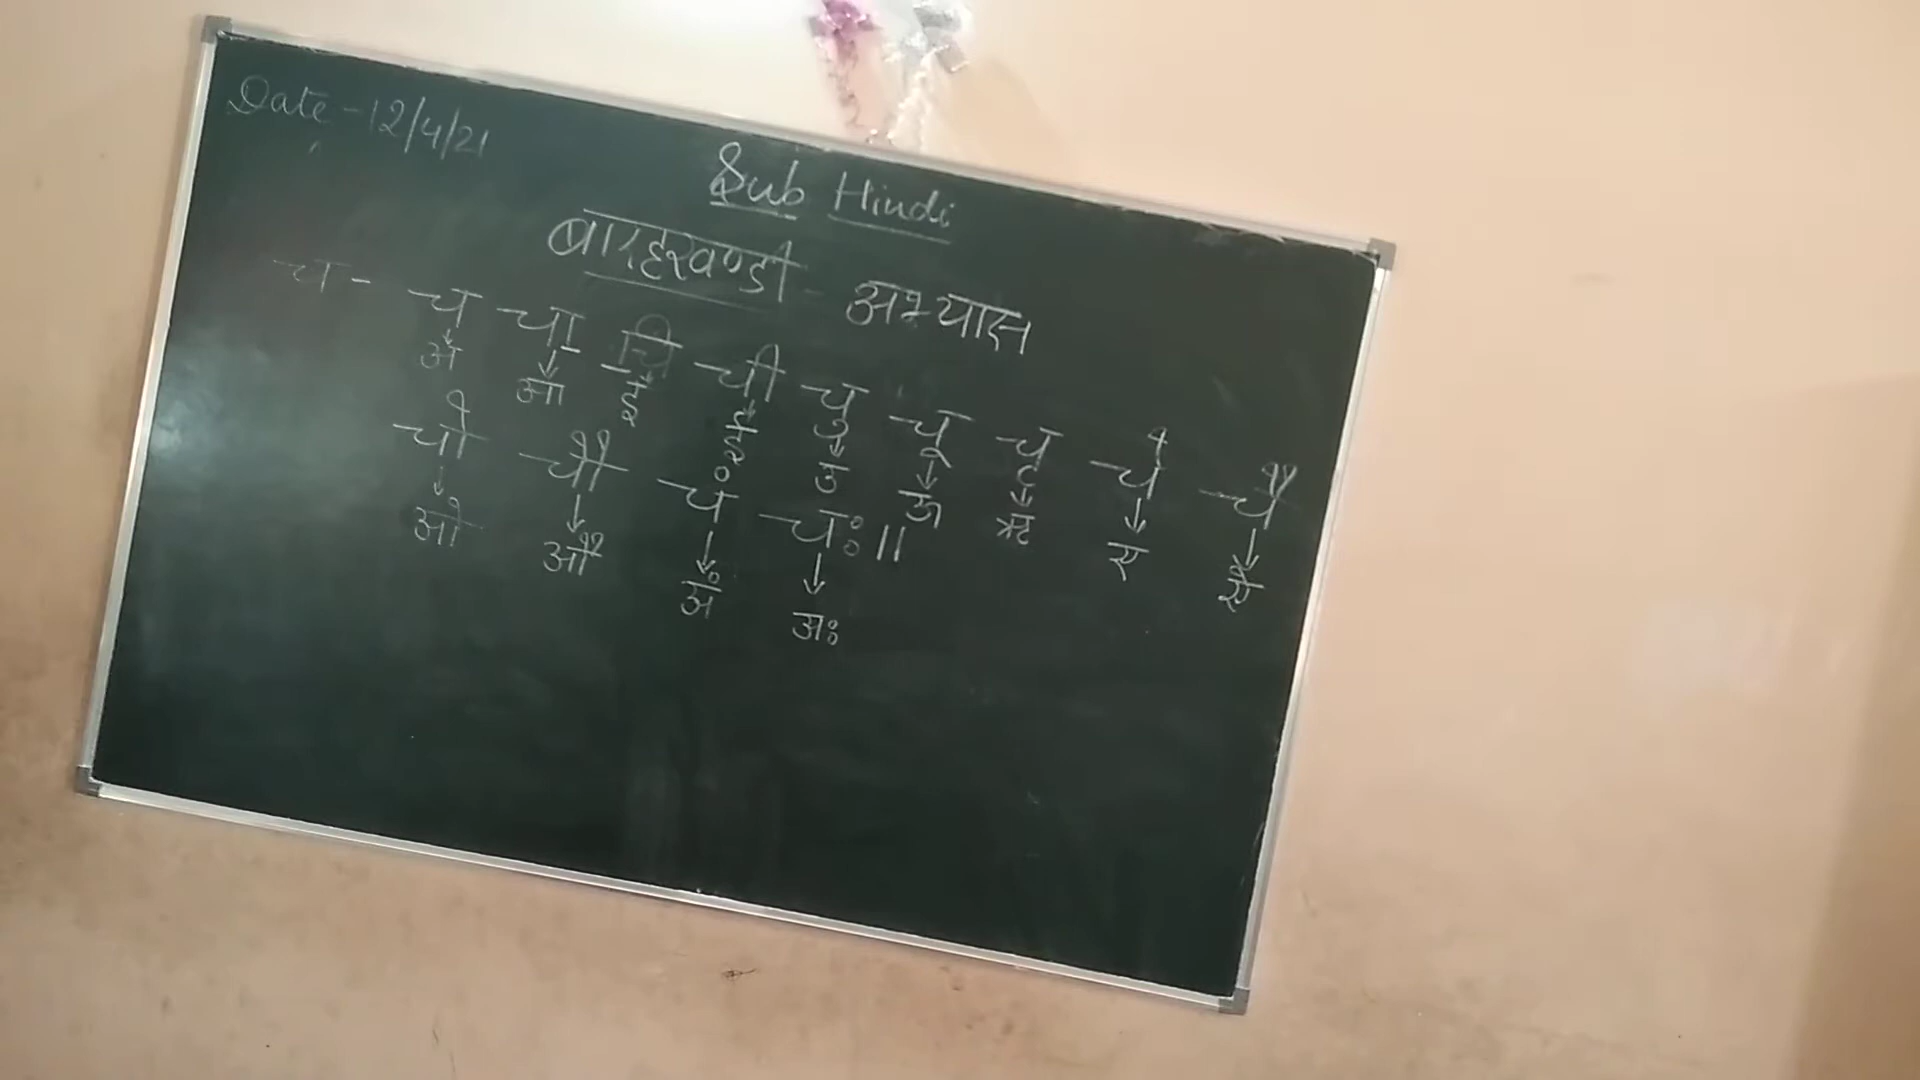 Date - 12/4/21
Sub Hindi
बारहखण्डी - अभ्यास
च - च चा चि ची चु चू चृ चे चै
अ आ इ ई उ ऊ ऋ ए ऐ
चो चौ चं चः ||
ओ औ अं अः